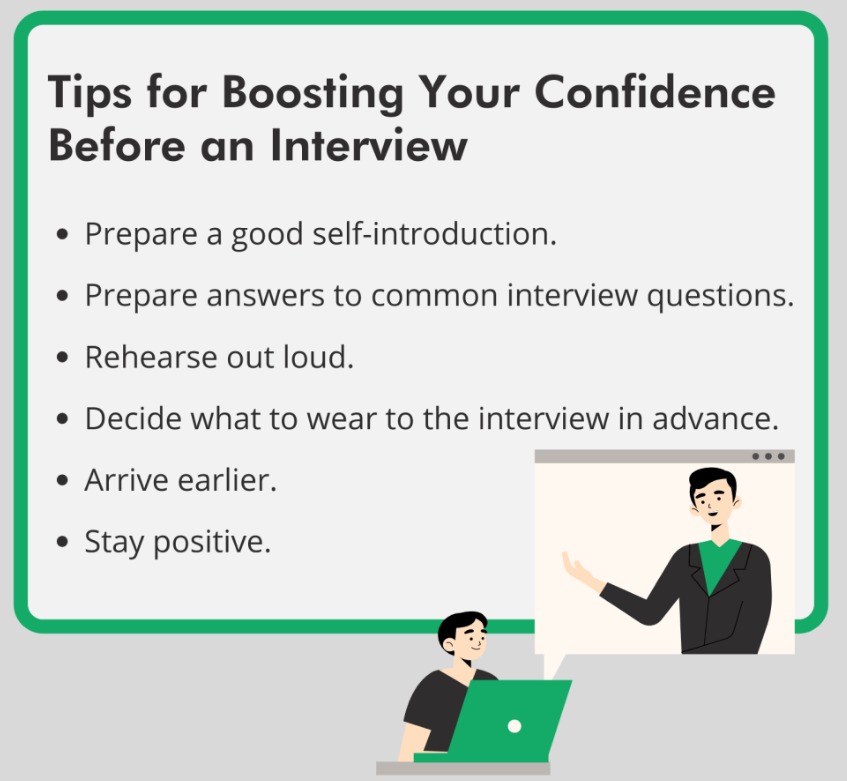 Tips for Boosting Your Confidence
Before an Interview
• Prepare a good self-introduction.
• Prepare answers to common interview questions.
• Rehearse out loud.
• Decide what to wear to the interview in advance.
• Arrive earlier.
• Stay positive.